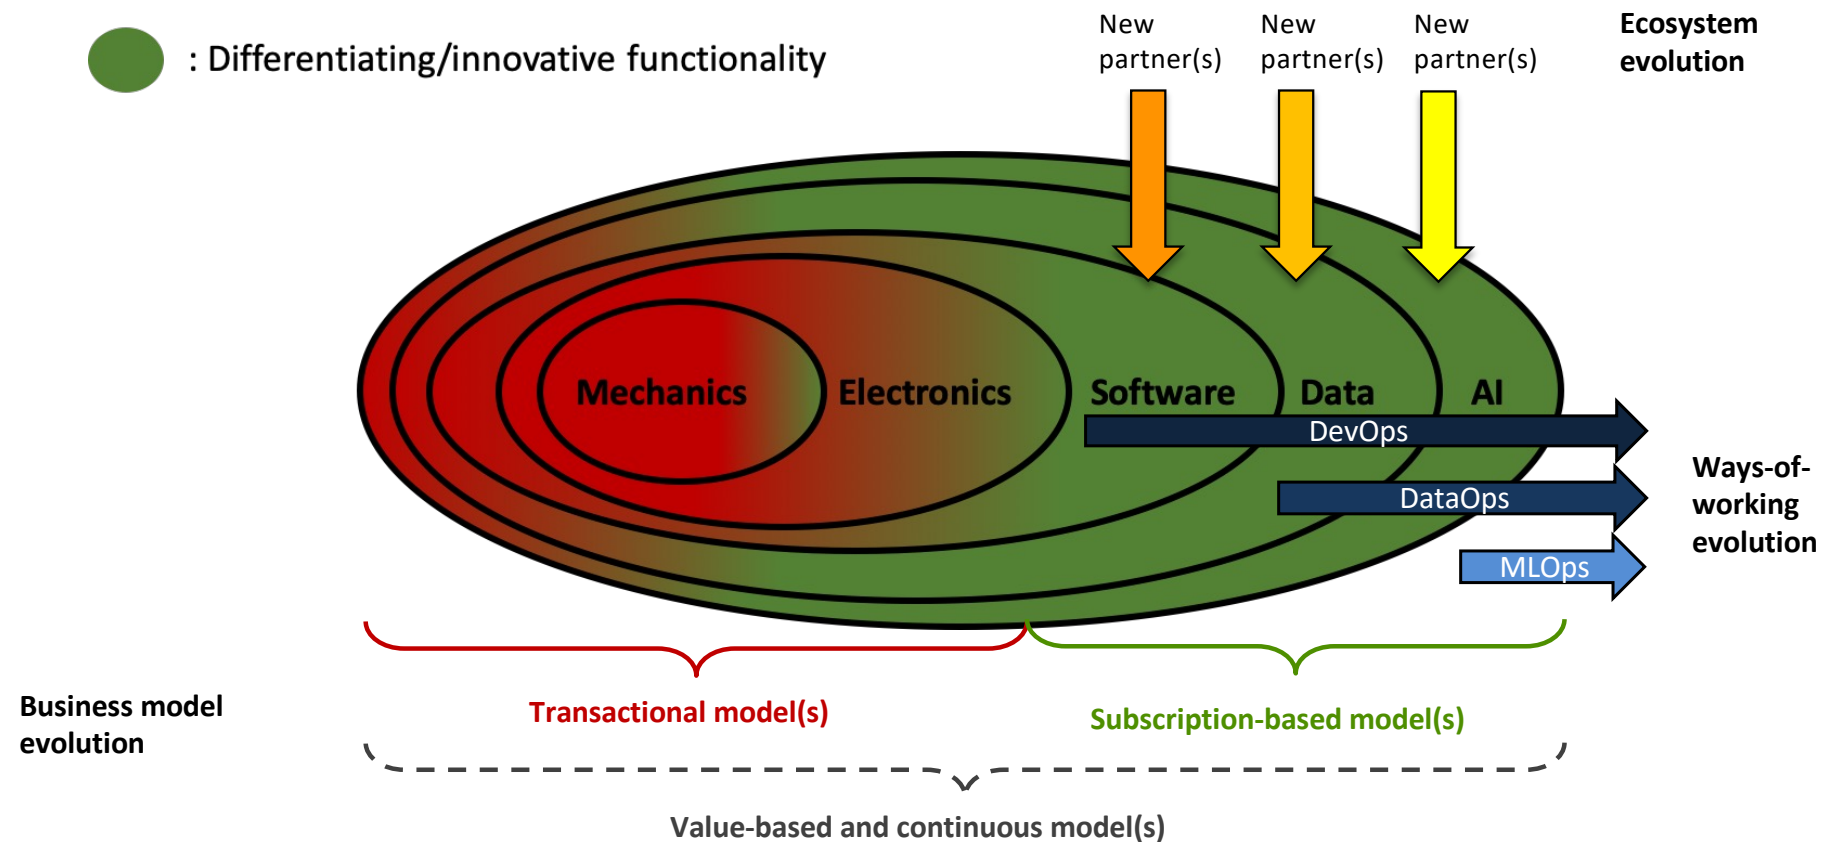 : Differentiating/innovative functionality
New
partner(s)
New
partner(s)
New
partner(s)
Ecosystem
evolution
Mechanics
Electronics
Software
Data
AI
DevOps
DataOps
MLOps
Ways-of-
working
evolution
Business model
evolution
Transactional model(s)
Subscription-based model(s)
Value-based and continuous model(s)